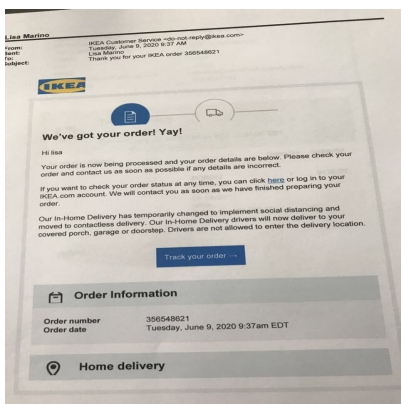 Lisa Marino
From: IKEA Customer Service <do-not-reply@ikea.com>
Sent: Tuesday, June 9, 2020 9:37 AM
To: Lisa Marino
Subject: Thank you for your IKEA order 356548621
IKEA
We've got your order! Yay!
Hi lisa
Your order is now being processed and your order details are below. Please check your
order and contact us as soon as possible if any details are incorrect.
If you want to check your order status at any time, you can click here or log in to your
IKEA.com account. We will contact you as soon as we have finished preparing your
order.
Our In-Home Delivery has temporarily changed to implement social distancing and
moved to contactless delivery. Our In-Home Delivery drivers will now deliver to your
covered porch, garage or doorstep. Drivers are not allowed to enter the delivery location.
Track your order →
Order Information
Order number 356548621
Order date Tuesday, June 9, 2020 9:37am EDT
Home delivery